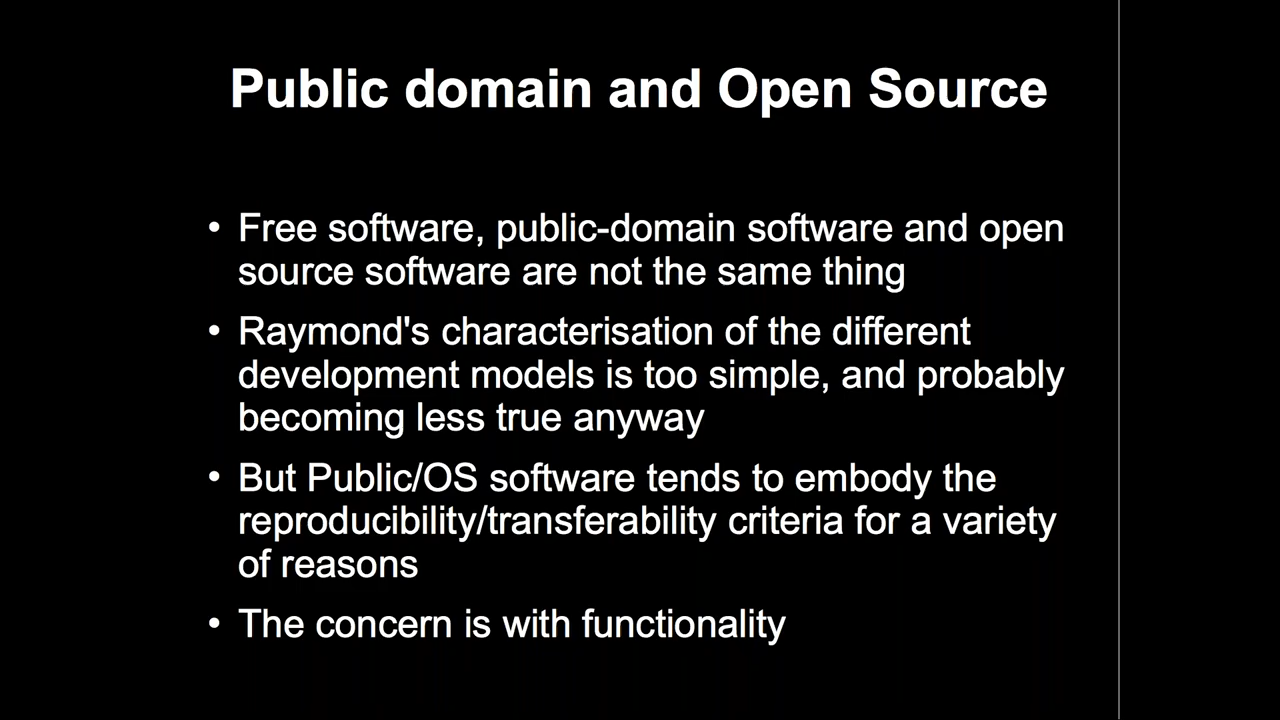 Public domain and Open Source
• Free software, public-domain software and open
source software are not the same thing
• Raymond's characterisation of the different
development models is too simple, and probably
becoming less true anyway
• But Public/OS software tends to embody the
reproducibility/transferability criteria for a variety
of reasons
• The concern is with functionality